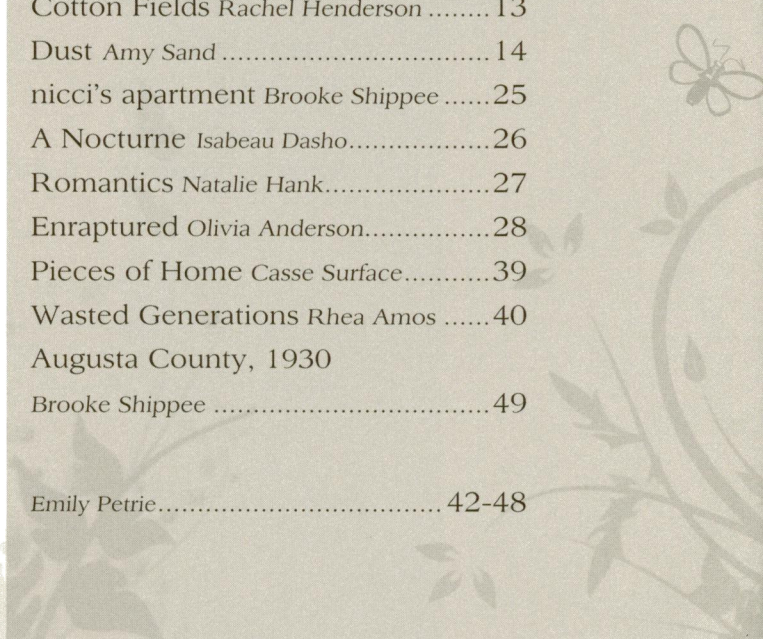 Cotton Fields Rachel Henderson ........13
Dust Amy Sand ..................................14
nicci's apartment Brooke Shippee ......25
A Nocturne Isabeau Dasho..................26
Romantics Natalie Hank.....................27
Enraptured Olivia Anderson................28
Pieces of Home Casse Surface...........39
Wasted Generations Rhea Amos ......40
Augusta County, 1930
Brooke Shippee ...................................49
Emily Petrie.................................... 42-48